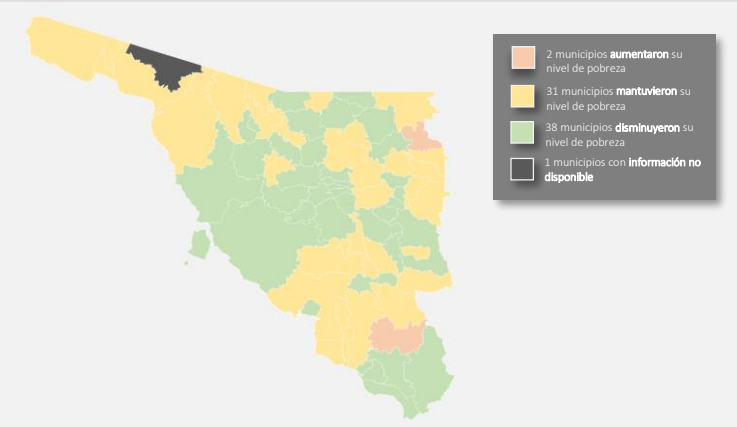 2 municipios aumentaron su
nivel de pobreza
31 municipios mantuvieron su
nivel de pobreza
38 municipios disminuyeron su
nivel de pobreza
1 municipios con información no
disponible